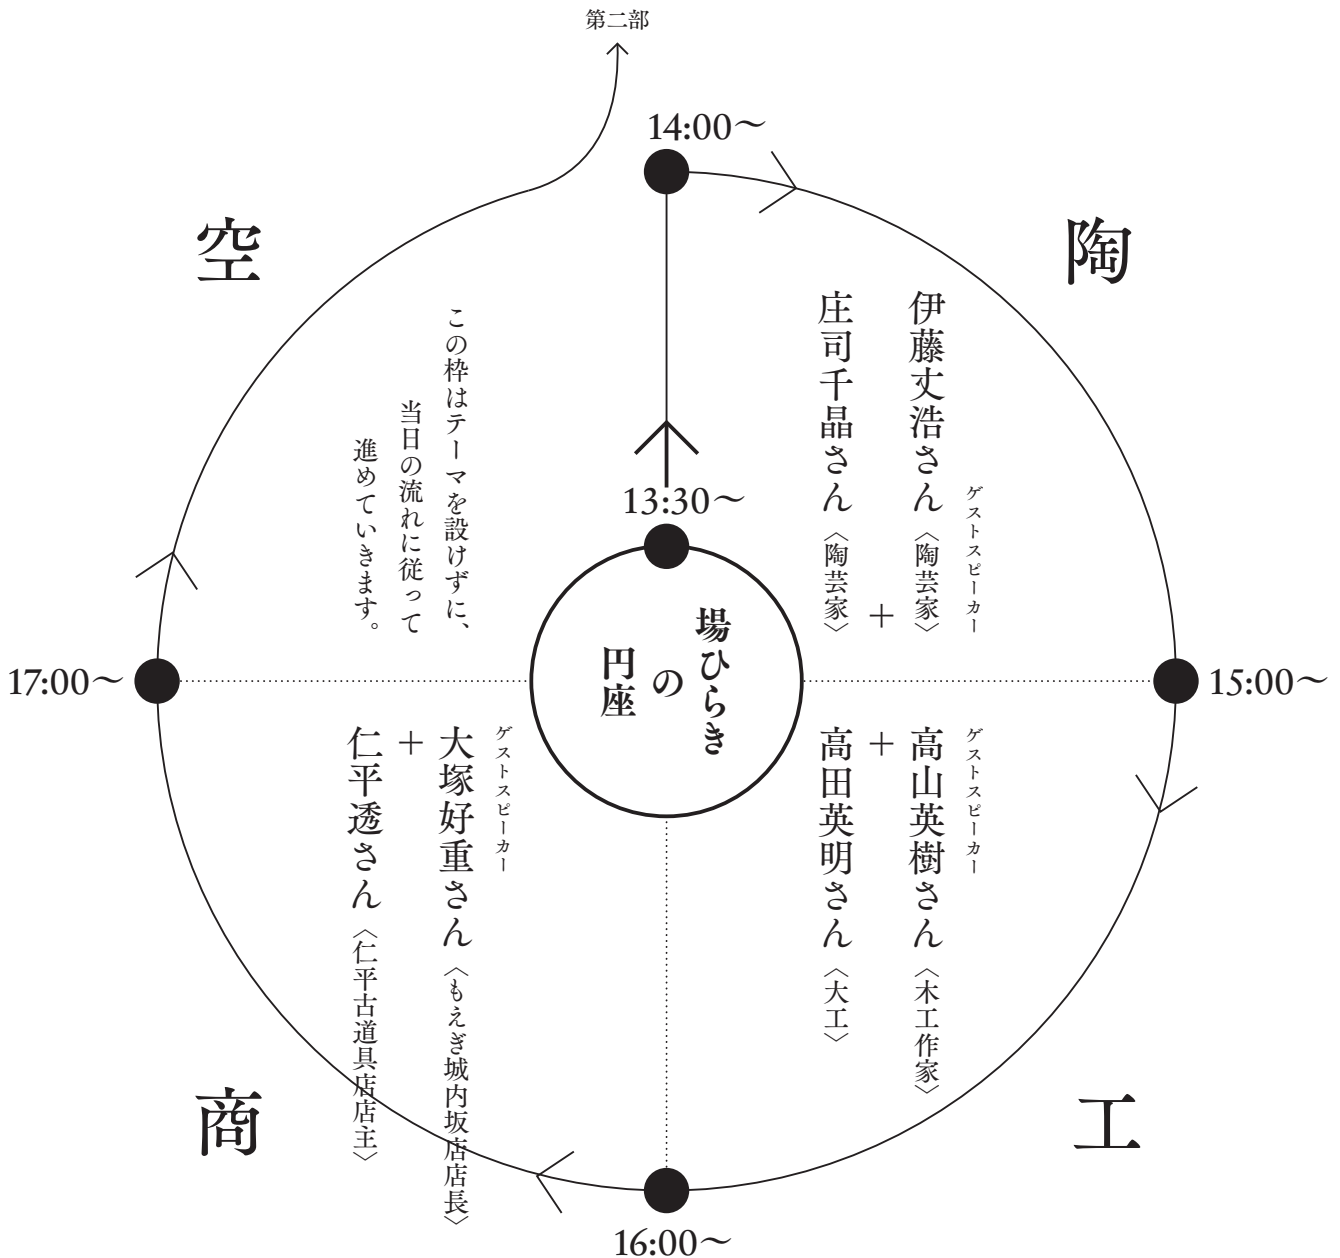 第二部
13:30〜
場ひらき
の
円座
14:00〜
陶
ゲストスピーカー
伊藤丈浩さん〈陶芸家〉
＋
庄司千晶さん〈陶芸家〉
15:00〜
工
ゲストスピーカー
高山英樹さん〈木工作家〉
＋
高田英明さん〈大工〉
16:00〜
商
ゲストスピーカー
大塚好重さん〈もえぎ城内坂店店長〉
＋
仁平透さん〈仁平古道具店店主〉
17:00〜
空
この枠はテーマを設けずに、
当日の流れに従って
進めていきます。